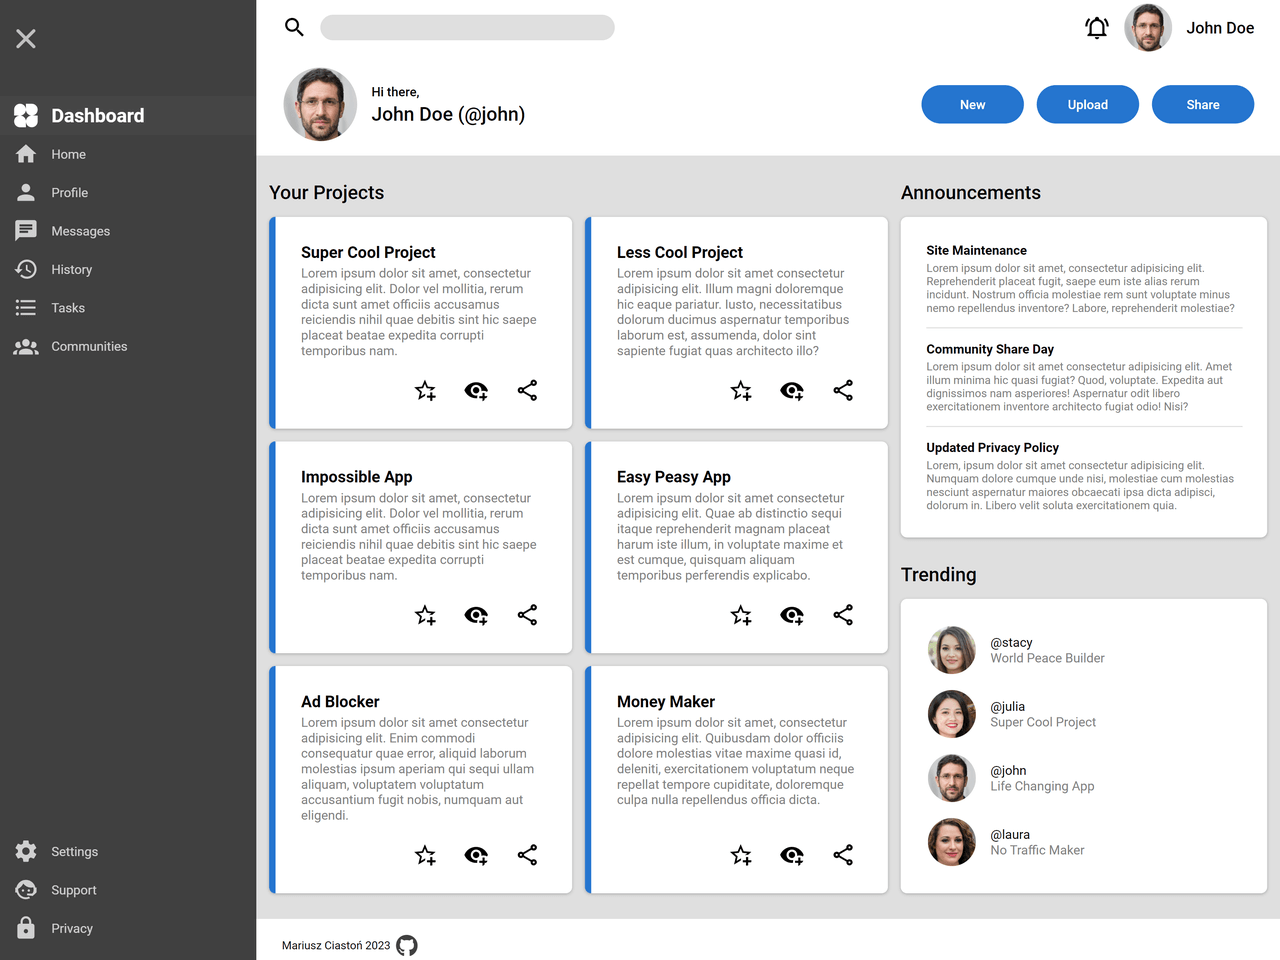 Dashboard
Home
Profile
Messages
History
Tasks
Communities
Settings
Support
Privacy
John Doe
Hi there,
John Doe (@john)
New
Upload
Share
Your Projects
Super Cool Project
Lorem ipsum dolor sit amet, consectetur
adipisicing elit. Dolor vel mollitia, rerum
dicta sunt amet officiis accusamus
reiciendis nihil quae debitis sint hic saepe
placeat beatae expedita corrupti
temporibus nam.
Less Cool Project
Lorem ipsum dolor sit amet, consectetur
adipisicing elit. Illum magni doloremque
hic eaque pariatur. Iusto, necessitatibus
dolorum ducimus aspernatur temporibus
laborum est, assumenda, dolor sint
sapiente fugiat quas architecto illo?
Impossible App
Lorem ipsum dolor sit amet, consectetur
adipisicing elit. Dolor vel mollitia, rerum
dicta sunt amet officiis accusamus
reiciendis nihil quae debitis sint hic saepe
placeat beatae expedita corrupti
temporibus nam.
Easy Peasy App
Lorem ipsum dolor sit amet, consectetur
adipisicing elit. Quae ab distinctio sequi
itaque reprehenderit magnam placeat
harum iste illum, in voluptate maxime et
est cumque, quisquam aliquam
temporibus perferendis explicabo.
Ad Blocker
Lorem ipsum dolor sit amet consectetur
adipisicing elit. Enim commodi
consequatur quae error, aliquid laborum
molestias ipsum aperiam qui sequi ullam
aliquam, voluptatem voluptatum
accusantium fugit nobis, numquam aut
eligendi.
Money Maker
Lorem ipsum dolor sit amet, consectetur
adipisicing elit. Quibusdam dolor officiis
dolore molestias vitae maxime quasi id,
deleniti, exercitationem voluptatum neque
repellat tempore cupiditate, doloremque
culpa nulla repellendus officia dicta.
Announcements
Site Maintenance
Lorem ipsum dolor sit amet, consectetur adipisicing elit.
Reprehenderit placeat fugit, saepe eum iste alias rerum
incidunt. Nostrum officia molestiae rem sunt voluptate minus
nemo repellendus inventore? Labore, reprehenderit molestiae?
Community Share Day
Lorem ipsum dolor sit amet consectetur adipisicing elit. Amet
illum minima hic quasi fugiat? Quod, voluptate. Expedita aut
dignissimos nam asperiores! Aspernatur odit libero
exercitationem inventore architecto fugiat odio! Nisi?
Updated Privacy Policy
Lorem, ipsum dolor sit amet consectetur adipisicing elit.
Numquam dolore cumque unde nisi, molestiae cum molestias
nesciunt aspernatur maiores obcaecati ipsa dicta adipisci,
dolorum in. Libero velit soluta exercitationem quia.
Trending
@stacy
World Peace Builder
@julia
Super Cool Project
@john
Life Changing App
@laura
No Traffic Maker
Mariusz Ciastoń 2023